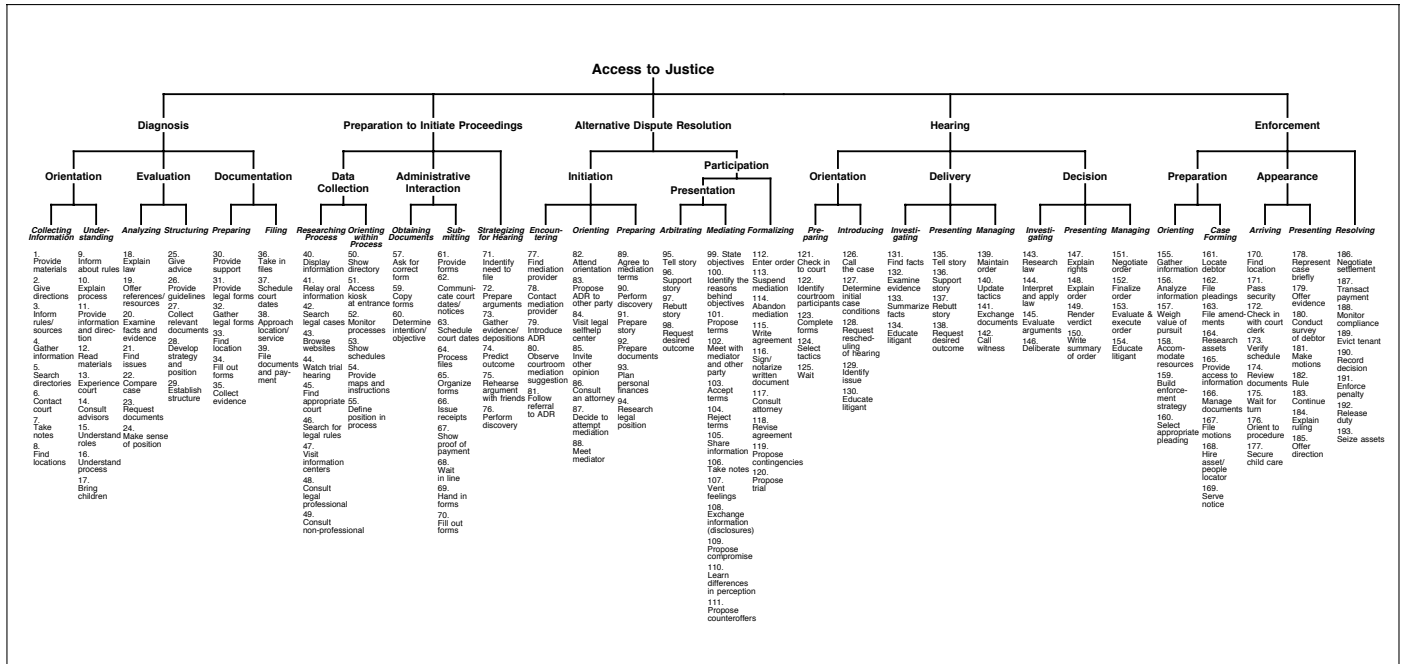 Access to Justice
Diagnosis
Preparation to Initiate Proceedings
Alternative Dispute Resolution
Hearing
Enforcement
Orientation
Evaluation
Documentation
Data
Collection
Administrative
Interaction
Initiation
Participation
Presentation
Orientation
Delivery
Decision
Preparation
Appearance
Collecting
Information
1.
Provide
materials
2.
Give
directions
3.
Inform
rules/
sources
4.
Gather
information
5.
Search
directories
6.
Contact
court
7.
Take
notes
8.
Find
locations
Under-
standing
9.
Inform
about rules
10.
Explain
process
11.
Provide
information
and direc-
tion
12.
Read
materials
13.
Experience
court
14.
Consult
advisors
15.
Understand
roles
16.
Understand
process
17.
Bring
children
Analyzing
18.
Explain
law
19.
Offer
references/
resources
20.
Examine
facts and
evidence
21.
Find
issues
22.
Compare
case
23.
Request
documents
24.
Make sense
of position
Structuring
25.
Give
advice
26.
Provide
guidelines
27.
Collect
relevant
documents
28.
Develop
strategy
and
position
29.
Establish
structure
Preparing
30.
Provide
support
31.
Provide
legal forms
32.
Gather
legal forms
33.
Find
location
34.
Fill out
forms
35.
Collect
evidence
Filing
36.
Take in
files
37.
Schedule
court
dates
38.
Approach
location/
service
39.
File
documents
and pay-
ment
Researching
Process
40.
Display
information
41.
Relay oral
information
42.
Search
legal cases
43.
Browse
websites
44.
Watch trial
hearing
45.
Find
appropriate
court
46.
Search for
legal rules
47.
Visit
information
centers
48.
Consult
legal
professional
49.
Consult
non-professional
Orienting
within
Process
50.
Show
directory
51.
Access
kiosk
at entrance
52.
Monitor
processes
53.
Show
schedules
54.
Provide
maps and
instructions
55.
Define
position in
process
Obtaining
Documents
57.
Ask for
correct
form
59.
Copy
forms
60.
Determine
intention/
objective
Sub-
mitting
61.
Provide
forms
62.
Communi-
cate court
dates/
notices
63.
Schedule
court dates
64.
Process
files
65.
Organize
forms
66.
Issue
receipts
67.
Show
proof of
payment
68.
Wait
in line
69.
Hand in
forms
70.
Fill out
forms
Strategizing
for Hearing
71.
Indentify
need to
file
72.
Prepare
arguments
73.
Gather
evidence/
depositions
74.
Predict
outcome
75.
Rehearse
argument
with friends
76.
Perform
discovery
Encoun-
tering
77.
Find
mediation
provider
78.
Contact
mediation
provider
79.
Introduce
ADR
80.
Observe
courtroom
mediation
suggestion
81.
Follow
referral
to ADR
Orienting
82.
Attend
orientation
83.
Propose
ADR to
other party
84.
Visit legal
selfhelp
center
85.
Invite
other
opinion
86.
Consult
an attorney
87.
Decide to
attempt
mediation
88.
Meet
mediator
Preparing
89.
Agree to
mediation
terms
90.
Perform
discovery
91.
Prepare
story
92.
Prepare
documents
93.
Plan
personal
finances
94.
Research
legal
position
Arbitrating
95.
Tell story
96.
Support
story
97.
Rebutt
story
98.
Request
desired
outcome
Mediating
99. State
objectives
100.
Identify the
reasons
behind
objectives
101.
Propose
terms
102.
Meet with
mediator
and other
party
103.
Accept
terms
104.
Reject
terms
105.
Share
information
106.
Take notes
107.
Vent
feelings
108.
Exchange
information
(disclosures)
109.
Propose
compromise
110.
Learn
differences
in perception
111.
Propose
counteroffers
Formalizing
112.
Enter order
113.
Suspend
mediation
114.
Abandon
mediation
115.
Write
agreement
116.
Sign/
notarize
written
document
117.
Consult
attorney
118.
Revise
agreement
119.
Propose
contingencies
120.
Propose
trial
Pre-
paring
121.
Check in
to court
122.
Identify
courtroom
participants
123.
Complete
forms
124.
Select
tactics
125.
Wait
Introducing
126.
Call
the case
127.
Determine
initial
case
conditions
128.
Request
resched-
uling
of hearing
129.
Identify
issue
130.
Educate
litigant
Investi-
gating
131.
Find facts
132.
Examine
evidence
133.
Summarize
facts
134.
Educate
litigant
Presenting
135.
Tell story
136.
Support
story
137.
Rebutt
story
138.
Request
desired
outcome
Managing
139.
Maintain
order
140.
Update
tactics
141.
Exchange
documents
142.
Call
witness
Investi-
gating
143.
Research
law
144.
Interpret
and apply
law
145.
Evaluate
arguments
146.
Deliberate
Presenting
147.
Explain
rights
148.
Explain
order
149.
Render
verdict
150.
Write
summary
of order
Managing
151.
Negotiate
order
152.
Finalize
order
153.
Evaluate &
execute
order
154.
Educate
litigant
Orienting
155.
Gather
information
156.
Analyze
information
157.
Weigh
value of
pursuit
158.
Accom-
modate
resources
159.
Build
enforce-
ment
strategy
160.
Select
appropriate
pleading
Case
Forming
161.
Locate
debtor
162.
File
pleadings
163.
File amend-
ments
164.
Research
assets
165.
Provide
access to
information
166.
Manage
documents
167.
File
motions
168.
Hire
asset/
people
locator
169.
Serve
notice
Arriving
170.
Find
location
171.
Pass
security
172.
Check in
with court
clerk
173.
Verify
schedule
174.
Review
documents
175.
Wait for
turn
176.
Orient to
procedure
177.
Secure
child care
Presenting
178.
Represent
case
briefly
179.
Offer
evidence
180.
Conduct
survey
of debtor
181.
Make
motions
182.
Rule
183.
Continue
184.
Explain
ruling
185.
Offer
direction
Resolving
186.
Negotiate
settlement
187.
Transact
payment
188.
Monitor
compliance
189.
Evict tenant
190.
Record
decision
191.
Enforce
penalty
192.
Release
duty
193.
Seize assets